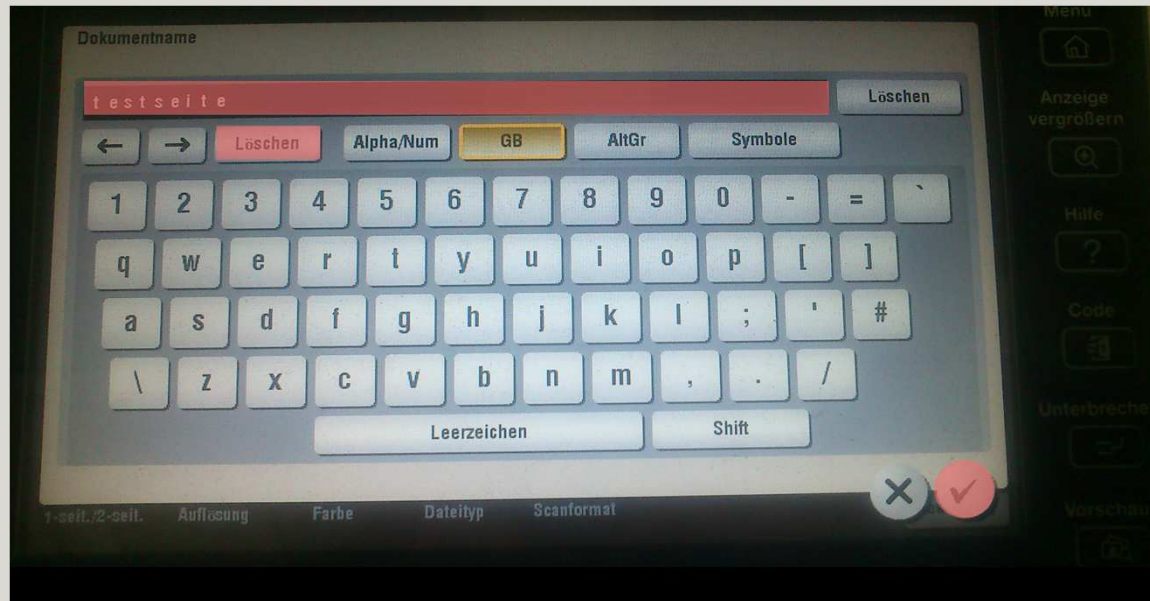 Menü
Dokumentname
testseite
Löschen
Anzeige
vergrößern
← → Löschen Alpha/Num GB AltGr Symbole
1 2 3 4 5 6 7 8 9 0 - = `
Hilfe
?
q w e r t y u i o p [ ]
a s d f g h j k l ; ' #
Code
\ z x c v b n m , . /
Leerzeichen Shift
Unterbreche
1-seit./2-seit. Auflösung Farbe Dateityp Scanformat
Vorschau